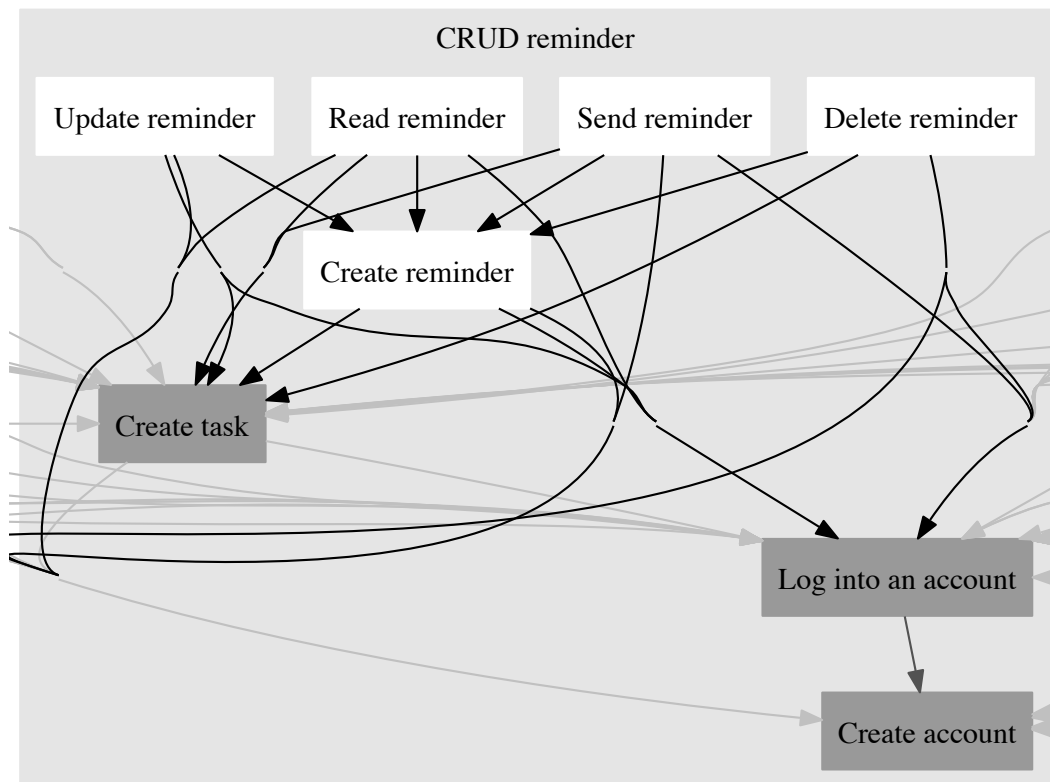 CRUD reminder
Update reminder
Read reminder
Send reminder
Delete reminder
Create reminder
Create task
Log into an account
Create account